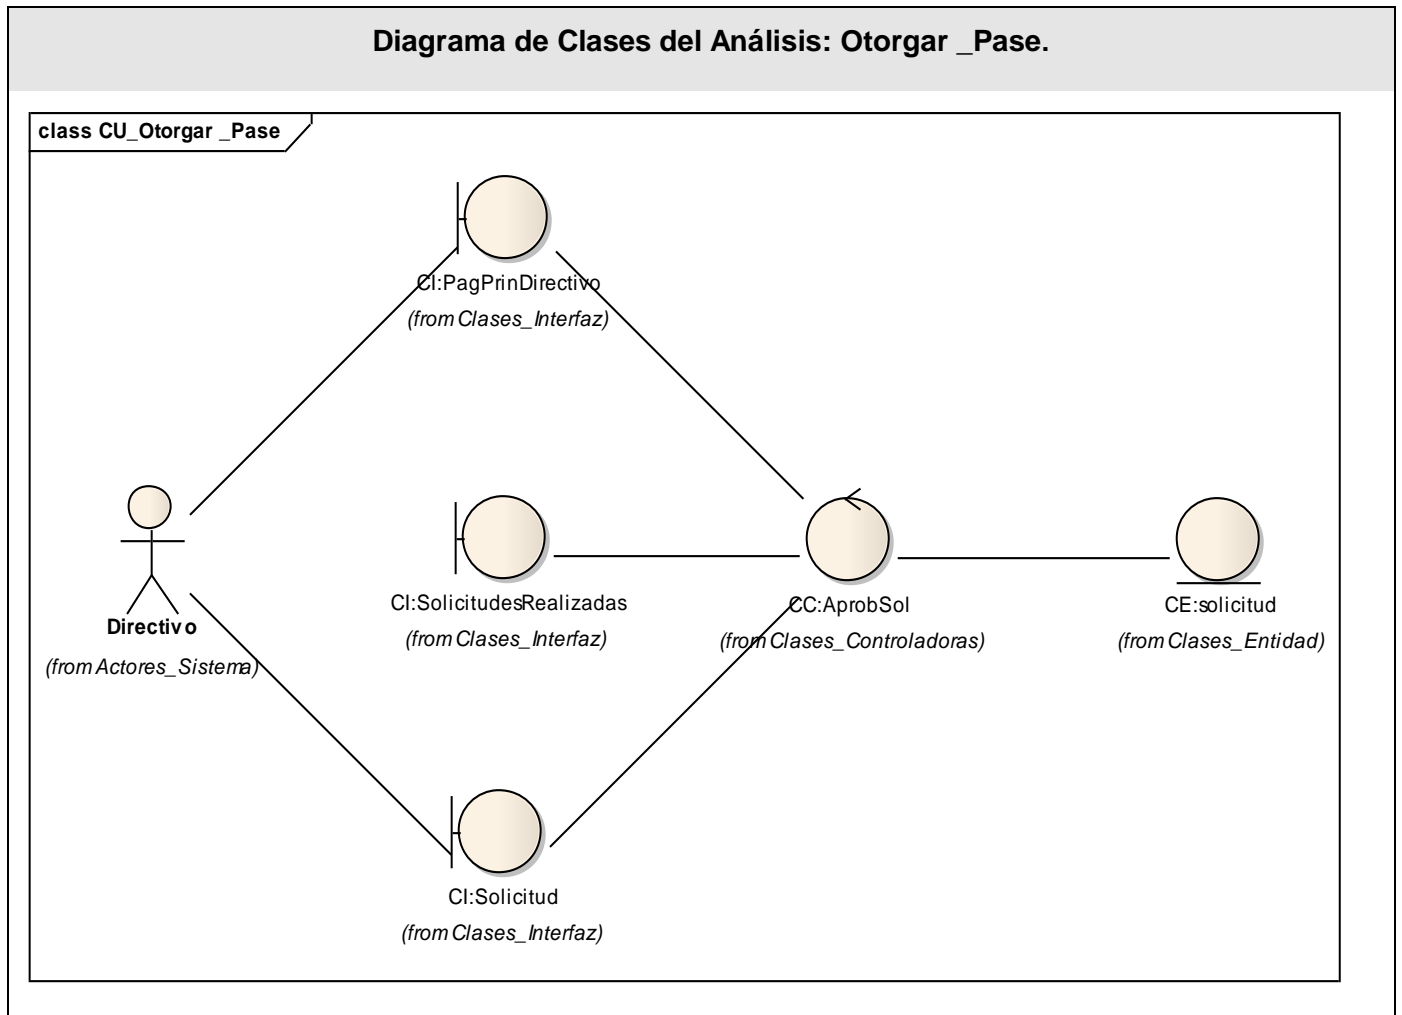 Diagrama de Clases del Análisis: Otorgar _Pase.
class CU_Otorgar _Pase
CI:PagPrinDirectivo
(from Clases_Interfaz)
CI:SolicitudesRealizadas
(from Clases_Interfaz)
CC:AprobSol
(from Clases_Controladoras)
CE:solicitud
(from Clases_Entidad)
Directivo
(from Actores_Sistema)
CI:Solicitud
(from Clases_Interfaz)